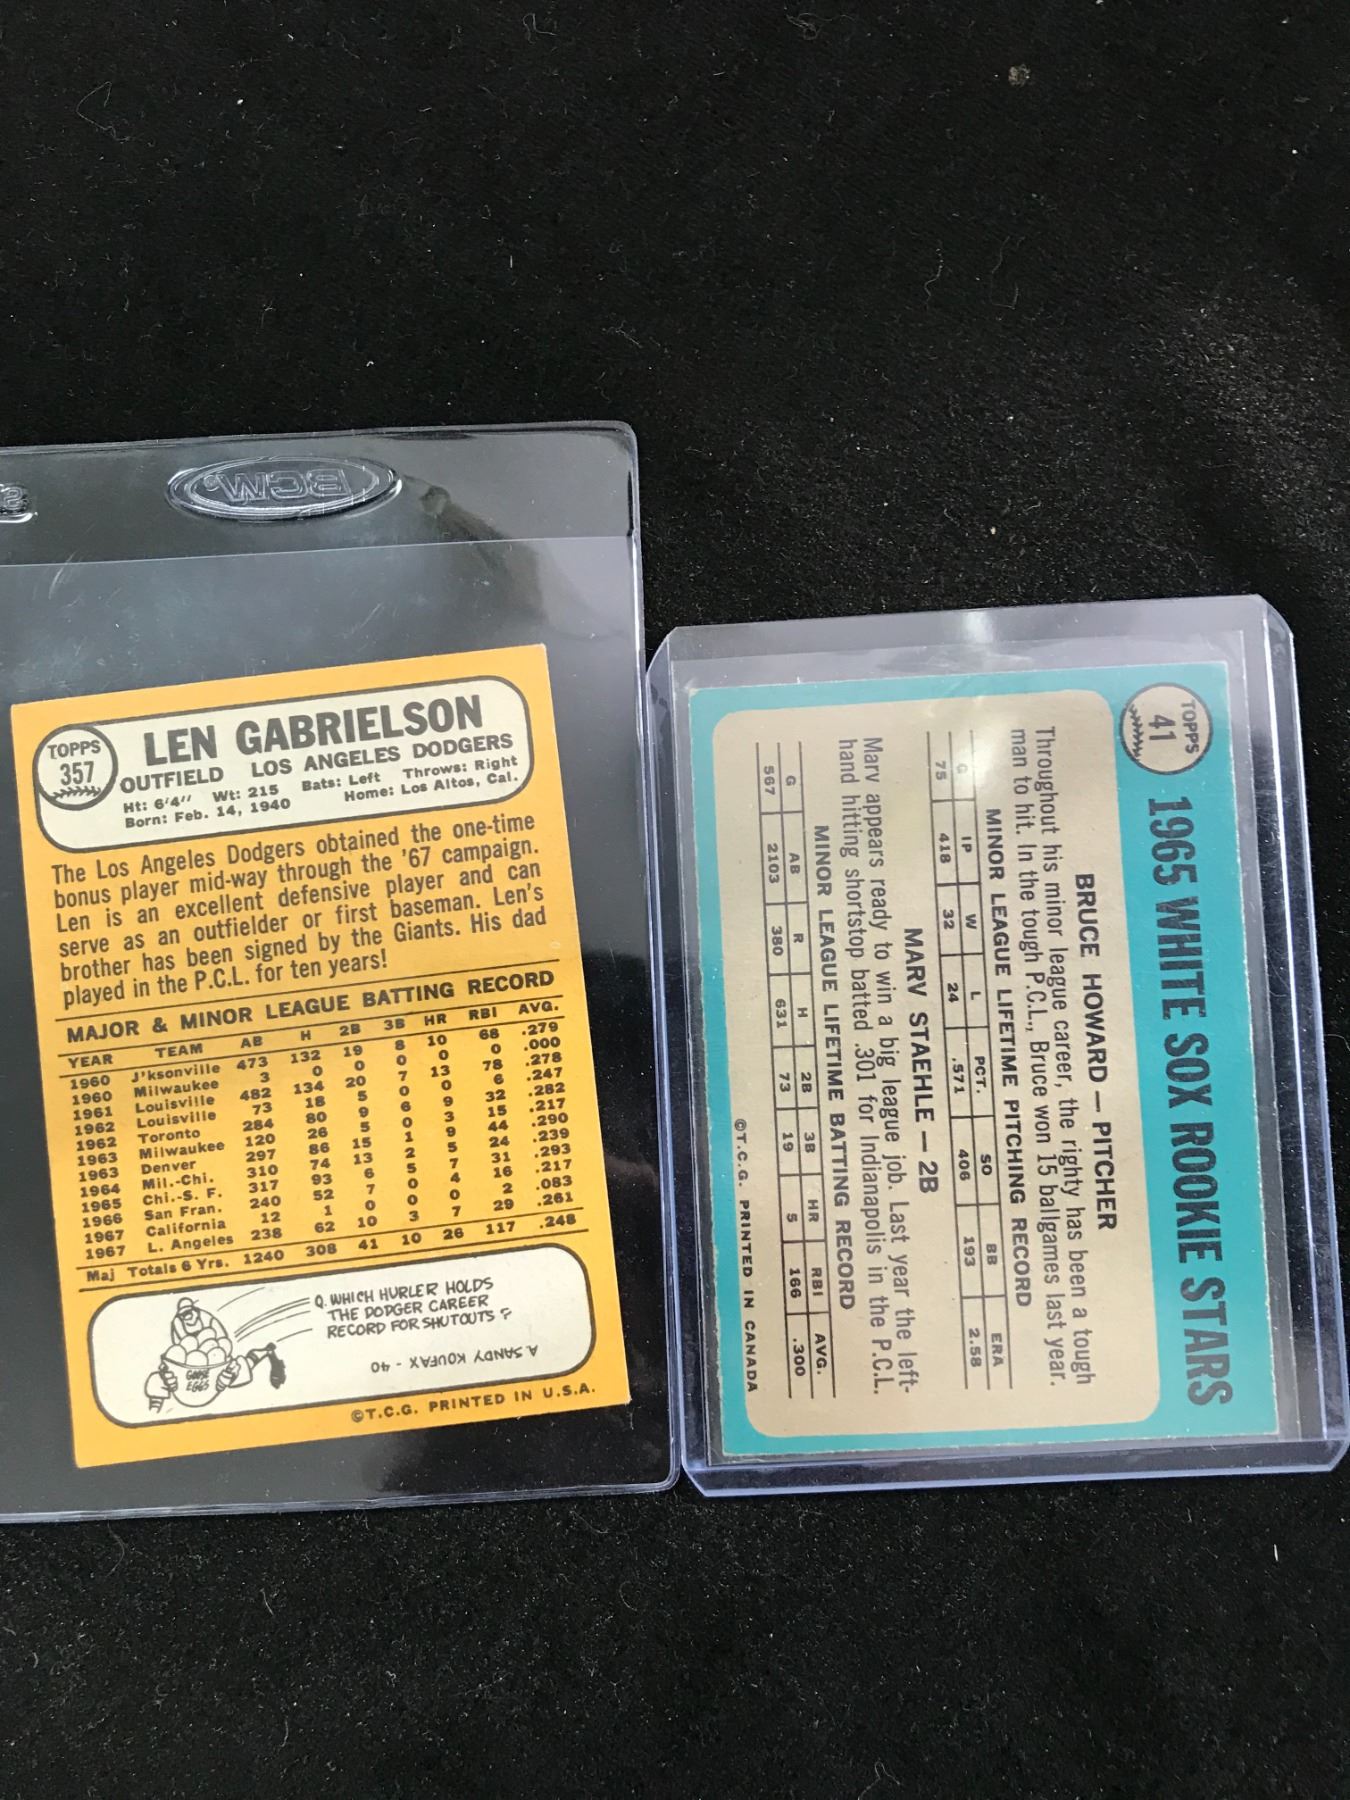 BCW
TOPPS
357
LEN GABRIELSON
OUTFIELD LOS ANGELES DODGERS
Ht: 6'4" Wt: 215 Bats: Left Throws: Right
Born: Feb. 14, 1940 Home: Los Altos, Cal.
The Los Angeles Dodgers obtained the one-time
bonus player mid-way through the '67 campaign.
Len is an excellent defensive player and can
serve as an outfielder or first baseman. Len's
brother has been signed by the Giants. His dad
played in the P.C.L. for ten years!
MAJOR & MINOR LEAGUE BATTING RECORD
YEAR TEAM AB H 2B 3B HR RBI AVG.
1960 J'ksonville 473 132 19 8 10 68 .279
1960 Milwaukee 3 0 0 0 0 0 .000
1961 Louisville 482 134 20 7 13 78 .278
1962 Louisville 73 18 5 0 0 6 .247
1962 Toronto 284 80 9 6 9 32 .282
1963 Milwaukee 120 26 5 0 3 15 .217
1963 Denver 297 86 15 1 9 44 .290
1964 Mil.-Chi. 310 74 13 2 5 24 .239
1965 Chi.-S. F. 317 93 6 5 7 31 .293
1966 San Fran. 240 52 7 0 4 16 .217
1967 California 12 1 0 0 0 2 .083
1967 L. Angeles 238 62 10 3 7 29 .261
Maj Totals 6 Yrs. 1240 308 41 10 26 117 .248
Q. WHICH HURLER HOLDS
THE DODGER CAREER
RECORD FOR SHUTOUTS?
A. SANDY KOUFAX - 40
GOOSE
EGGS
©T.C.G. PRINTED IN U.S.A.
TOPPS
41
1965 WHITE SOX ROOKIE STARS
BRUCE HOWARD — PITCHER
Throughout his minor league career, the righty has been a tough
man to hit. In the tough P.C.L., Bruce won 15 ballgames last year.
MINOR LEAGUE LIFETIME PITCHING RECORD
G IP W L PCT. SO BB ERA
75 418 32 24 .571 406 193 2.58
MARV STAEHLE — 2B
Marv appears ready to win a big league job. Last year the left-
hand hitting shortstop batted .301 for Indianapolis in the P.C.L.
MINOR LEAGUE LIFETIME BATTING RECORD
G AB R H 2B 3B HR RBI AVG.
567 2103 380 631 73 19 5 166 .300
©T.C.G. PRINTED IN CANADA